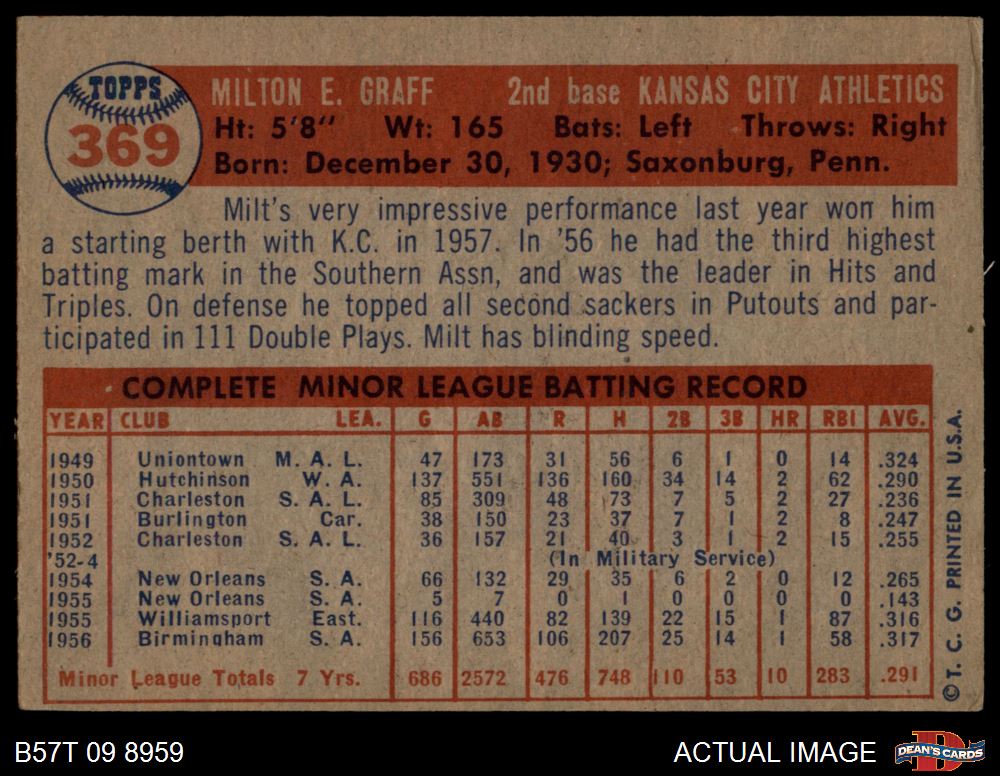 TOPPS
369
MILTON E. GRAFF 2nd base KANSAS CITY ATHLETICS
Ht: 5'8" Wt: 165 Bats: Left Throws: Right
Born: December 30, 1930; Saxonburg, Penn.
Milt's very impressive performance last year won him
a starting berth with K.C. in 1957. In '56 he had the third highest
batting mark in the Southern Assn, and was the leader in Hits and
Triples. On defense he topped all second sackers in Putouts and par-
ticipated in 111 Double Plays. Milt has blinding speed.
COMPLETE MINOR LEAGUE BATTING RECORD
YEAR CLUB LEA. G AB R H 2B 3B HR RBI AVG.
1949 Uniontown M. A. L. 47 173 31 56 6 1 0 14 .324
1950 Hutchinson W. A. 137 551 136 160 34 14 2 62 .290
1951 Charleston S. A. L. 85 309 48 73 7 5 2 27 .236
1951 Burlington Car. 38 150 23 37 7 1 2 8 .247
1952 Charleston S. A. L. 36 157 21 40 3 1 2 15 .255
'52-4 (In Military Service)
1954 New Orleans S. A. 66 132 29 35 6 2 0 12 .265
1955 New Orleans S. A. 5 7 0 1 0 0 0 0 .143
1955 Williamsport East. 116 440 82 139 22 15 1 87 .316
1956 Birmingham S. A. 156 653 106 207 25 14 1 58 .317
Minor League Totals 7 Yrs. 686 2572 476 748 110 53 10 283 .291
© T. C. G. PRINTED IN U.S.A.
B57T 09 8959 ACTUAL IMAGE
D
DEAN'S CARDS